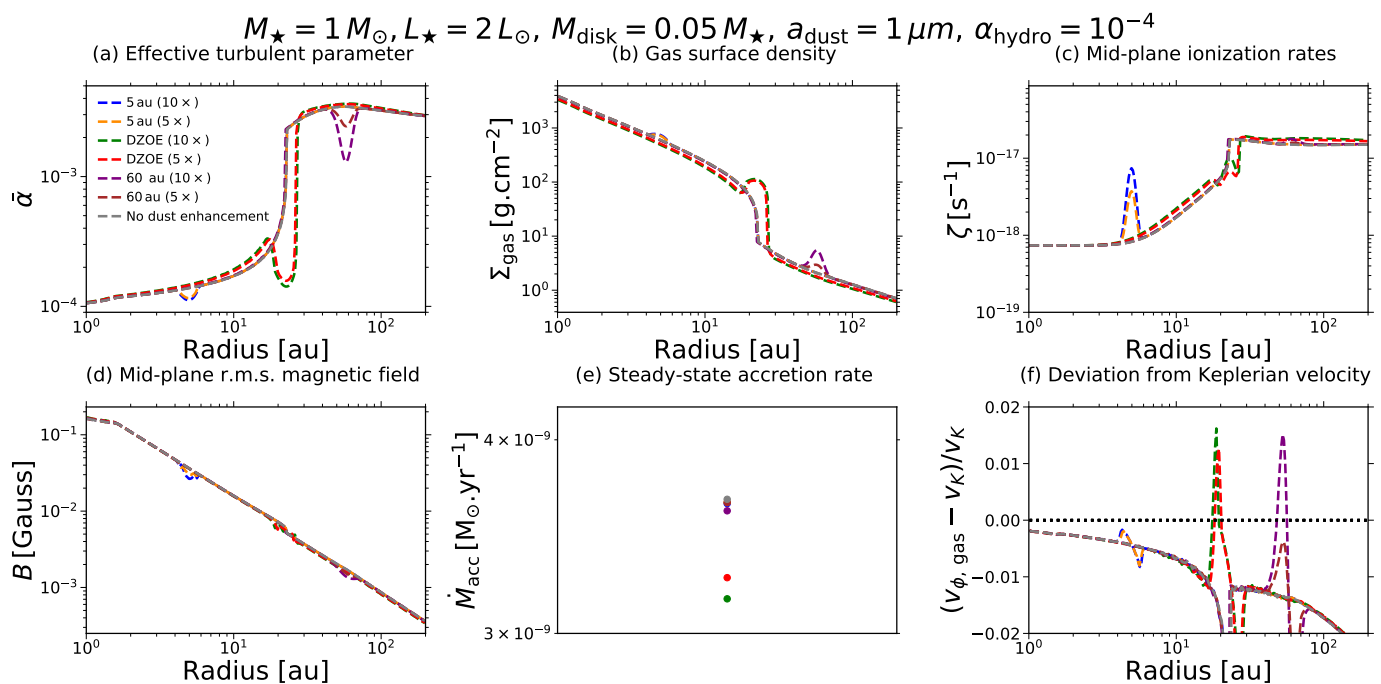 M★ = 1 M⊙, L★ = 2 L⊙, Mdisk = 0.05 M★, adust = 1 μm, αhydro = 10⁻⁴
(a) Effective turbulent parameter
ᾱ
10⁻³
10⁻⁴
5 au (10 ×)
5 au (5 ×)
DZOE (10 ×)
DZOE (5 ×)
60 au (10 ×)
60 au (5 ×)
No dust enhancement
10⁰ 10¹ 10²
Radius [au]
(b) Gas surface density
Σgas [g.cm⁻²]
10³
10²
10¹
10⁰
10⁰ 10¹ 10²
Radius [au]
(c) Mid-plane ionization rates
ζ [s⁻¹]
10⁻¹⁷
10⁻¹⁸
10⁻¹⁹
10⁰ 10¹ 10²
Radius [au]
(d) Mid-plane r.m.s. magnetic field
B [Gauss]
10⁻¹
10⁻²
10⁻³
10⁰ 10¹ 10²
Radius [au]
(e) Steady-state accretion rate
Ṁacc [M⊙.yr⁻¹]
4 × 10⁻⁹
3 × 10⁻⁹
(f) Deviation from Keplerian velocity
(vϕ, gas − vK)/vK
0.02
0.01
0.00
−0.01
−0.02
10⁰ 10¹ 10²
Radius [au]